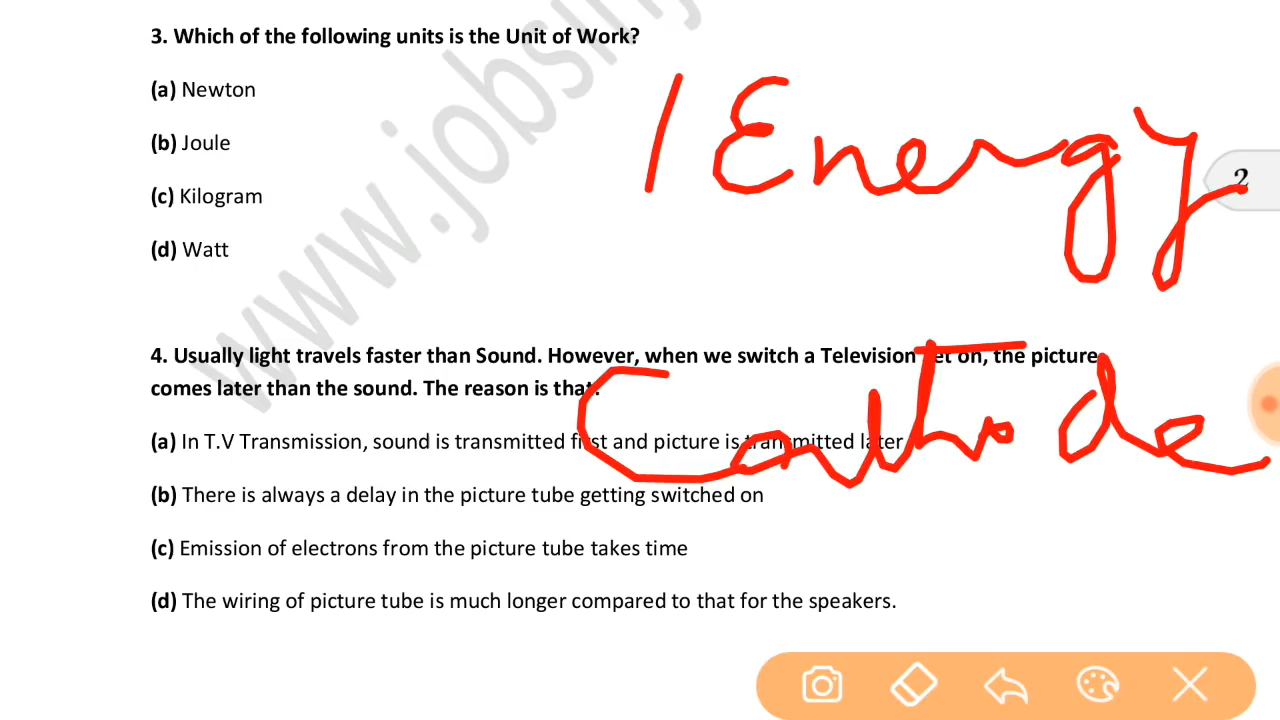 3. Which of the following units is the Unit of Work?
(a) Newton
(b) Joule
(c) Kilogram
(d) Watt
/ Energy
2
4. Usually light travels faster than Sound. However, when we switch a Television set on, the picture
comes later than the sound. The reason is that:
Cathode
(a) In T.V Transmission, sound is transmitted first and picture is transmitted later
(b) There is always a delay in the picture tube getting switched on
(c) Emission of electrons from the picture tube takes time
(d) The wiring of picture tube is much longer compared to that for the speakers.